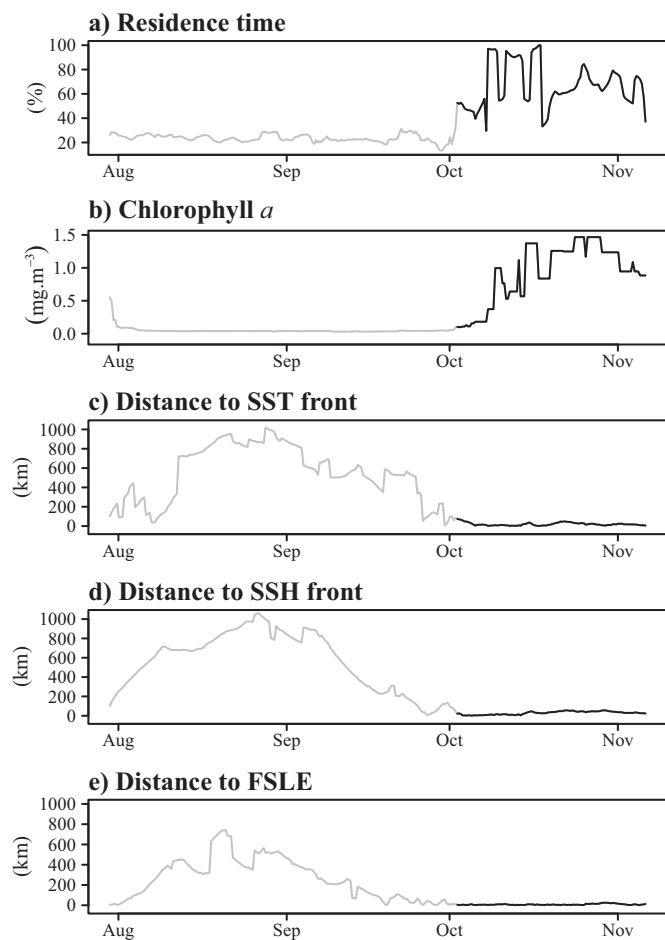 a) Residence time
100
80
60
40
20
(%)
Aug Sep Oct Nov
b) Chlorophyll a
1.5
1.0
0.5
0.0
(mg.m⁻³)
Aug Sep Oct Nov
c) Distance to SST front
1000
800
600
400
200
0
(km)
Aug Sep Oct Nov
d) Distance to SSH front
1000
800
600
400
200
0
(km)
Aug Sep Oct Nov
e) Distance to FSLE
1000
800
600
400
200
0
(km)
Aug Sep Oct Nov